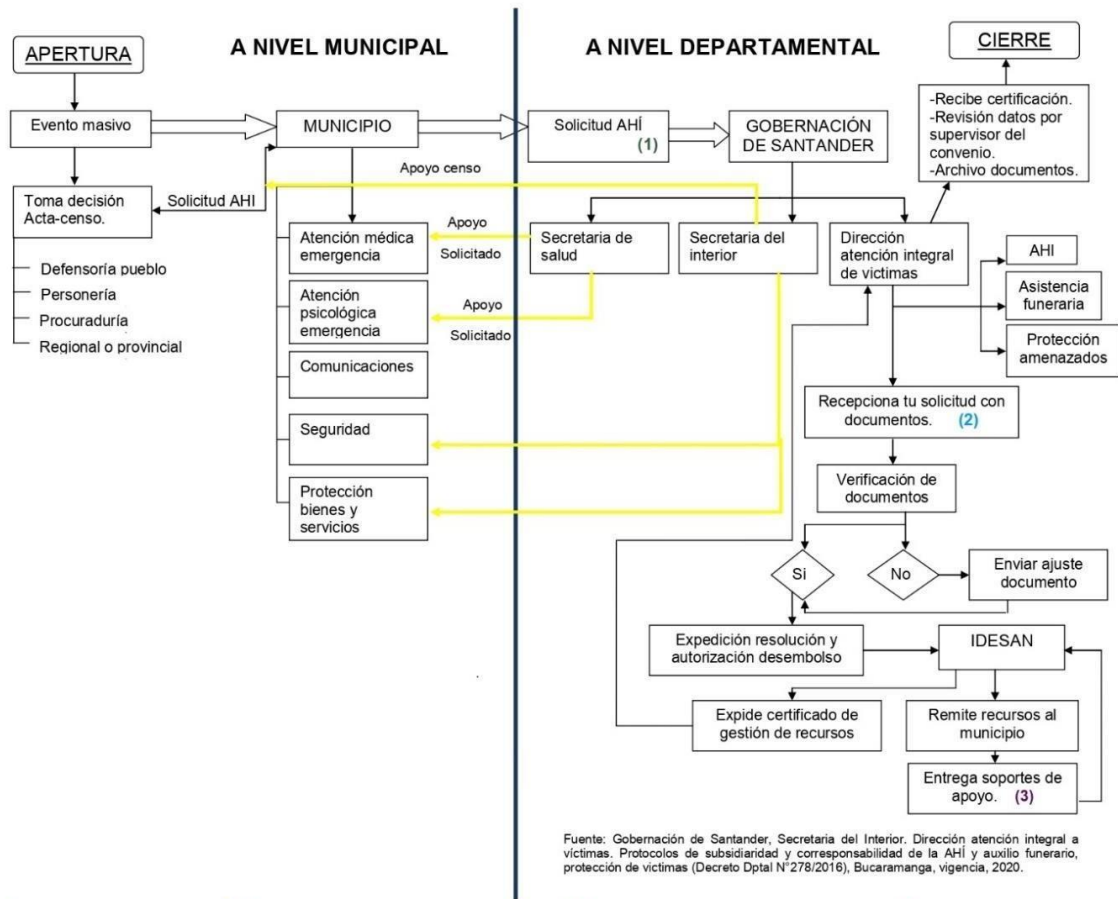 A NIVEL MUNICIPAL
A NIVEL DEPARTAMENTAL
APERTURA
CIERRE
Evento masivo
MUNICIPIO
Solicitud AHÍ
(1)
GOBERNACIÓN
DE SANTANDER
-Recibe certificación.
-Revisión datos por
supervisor del
convenio.
-Archivo documentos.
Toma decisión
Acta-censo.
Solicitud AHI
Apoyo censo
Defensoría pueblo
Personería
Procuraduría
Regional o provincial
Atención médica
emergencia
Apoyo
Solicitado
Secretaria de
salud
Secretaria del
interior
Dirección
atención integral
de victimas
AHI
Asistencia
funeraria
Protección
amenazados
Atención
psicológica
emergencia
Apoyo
Solicitado
Comunicaciones
Seguridad
Protección
bienes y
servicios
Recepciona tu solicitud con
documentos. (2)
Verificación de
documentos
Si
No
Enviar ajuste
documento
Expedición resolución y
autorización desembolso
IDESAN
Expide certificado de
gestión de recursos
Remite recursos al
municipio
Entrega soportes de
apoyo. (3)
Fuente: Gobernación de Santander, Secretaria del Interior. Dirección atención integral a
víctimas. Protocolos de subsidiaridad y corresponsabilidad de la AHÍ y auxilio funerario,
protección de victimas (Decreto Dptal N°278/2016), Bucaramanga, vigencia, 2020.